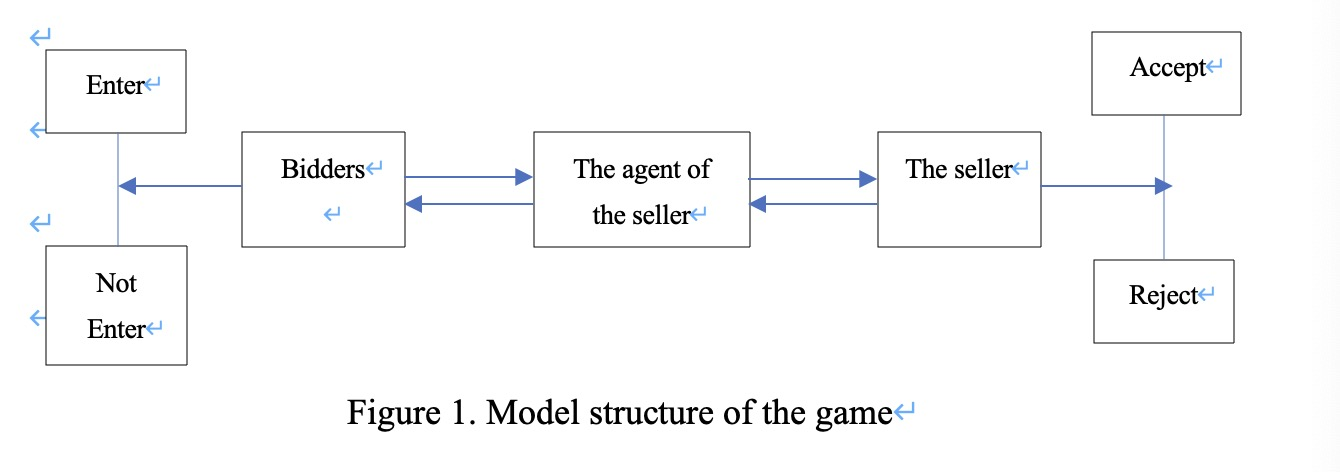 Enter
Not
Enter
Bidders
The agent of
the seller
The seller
Accept
Reject
Figure 1. Model structure of the game